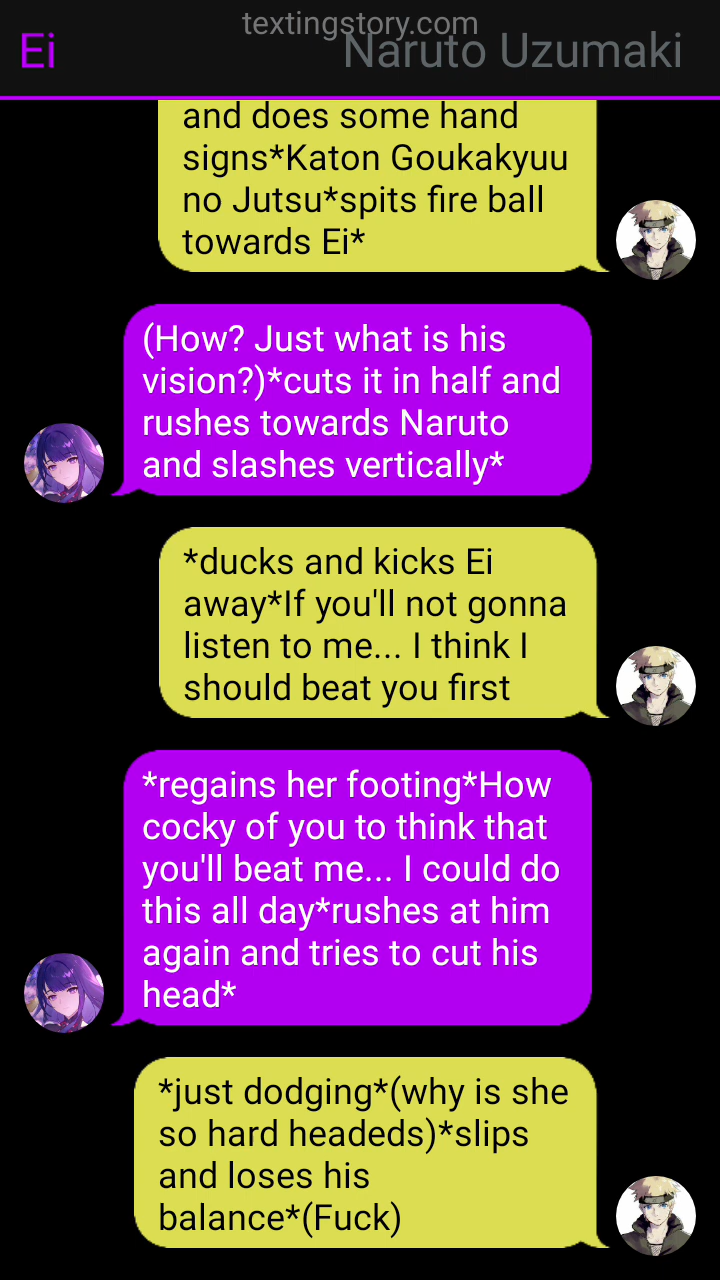 textingstory.com
Ei
Naruto Uzumaki
and does some hand
signs*Katon Goukakyuu
no Jutsu*spits fire ball
towards Ei*
(How? Just what is his
vision?)*cuts it in half and
rushes towards Naruto
and slashes vertically*
*ducks and kicks Ei
away*If you'll not gonna
listen to me... I think I
should beat you first
*regains her footing*How
cocky of you to think that
you'll beat me... I could do
this all day*rushes at him
again and tries to cut his
head*
*just dodging*(why is she
so hard headeds)*slips
and loses his
balance*(Fuck)